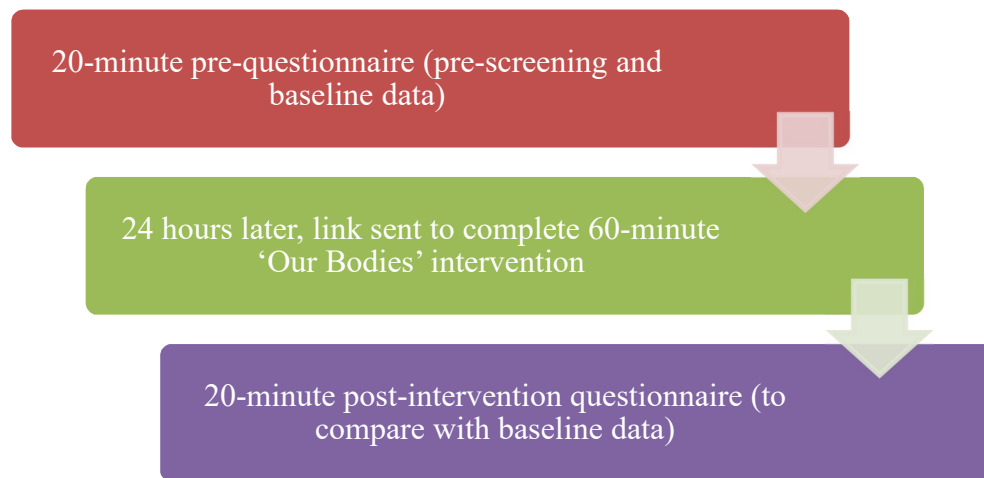 20-minute pre-questionnaire (pre-screening and
baseline data)
24 hours later, link sent to complete 60-minute
‘Our Bodies’ intervention
20-minute post-intervention questionnaire (to
compare with baseline data)